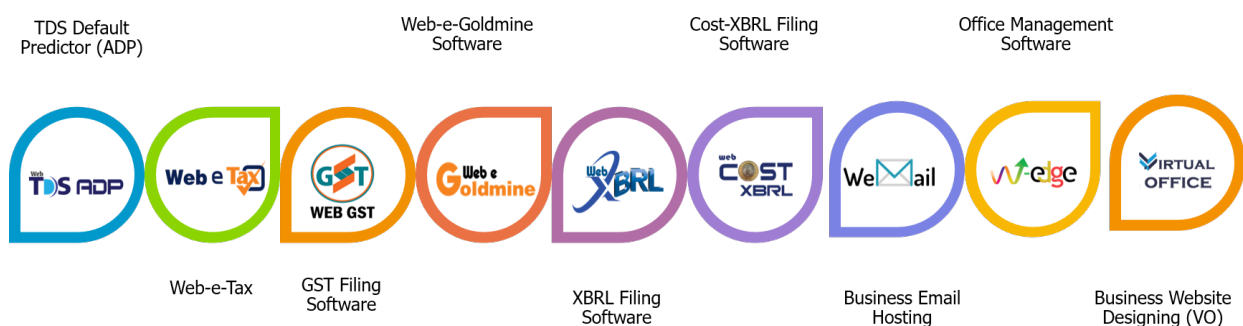 TDS Default
Predictor (ADP)
Web-e-Goldmine
Software
Cost-XBRL Filing
Software
Office Management
Software
Web
TDS ADP
Web e Tax
GST
WEB GST
Web e
Goldmine
Web
XBRL
web
COST
XBRL
WeMail
W-edge
VIRTUAL
OFFICE
Web-e-Tax
GST Filing
Software
XBRL Filing
Software
Business Email
Hosting
Business Website
Designing (VO)